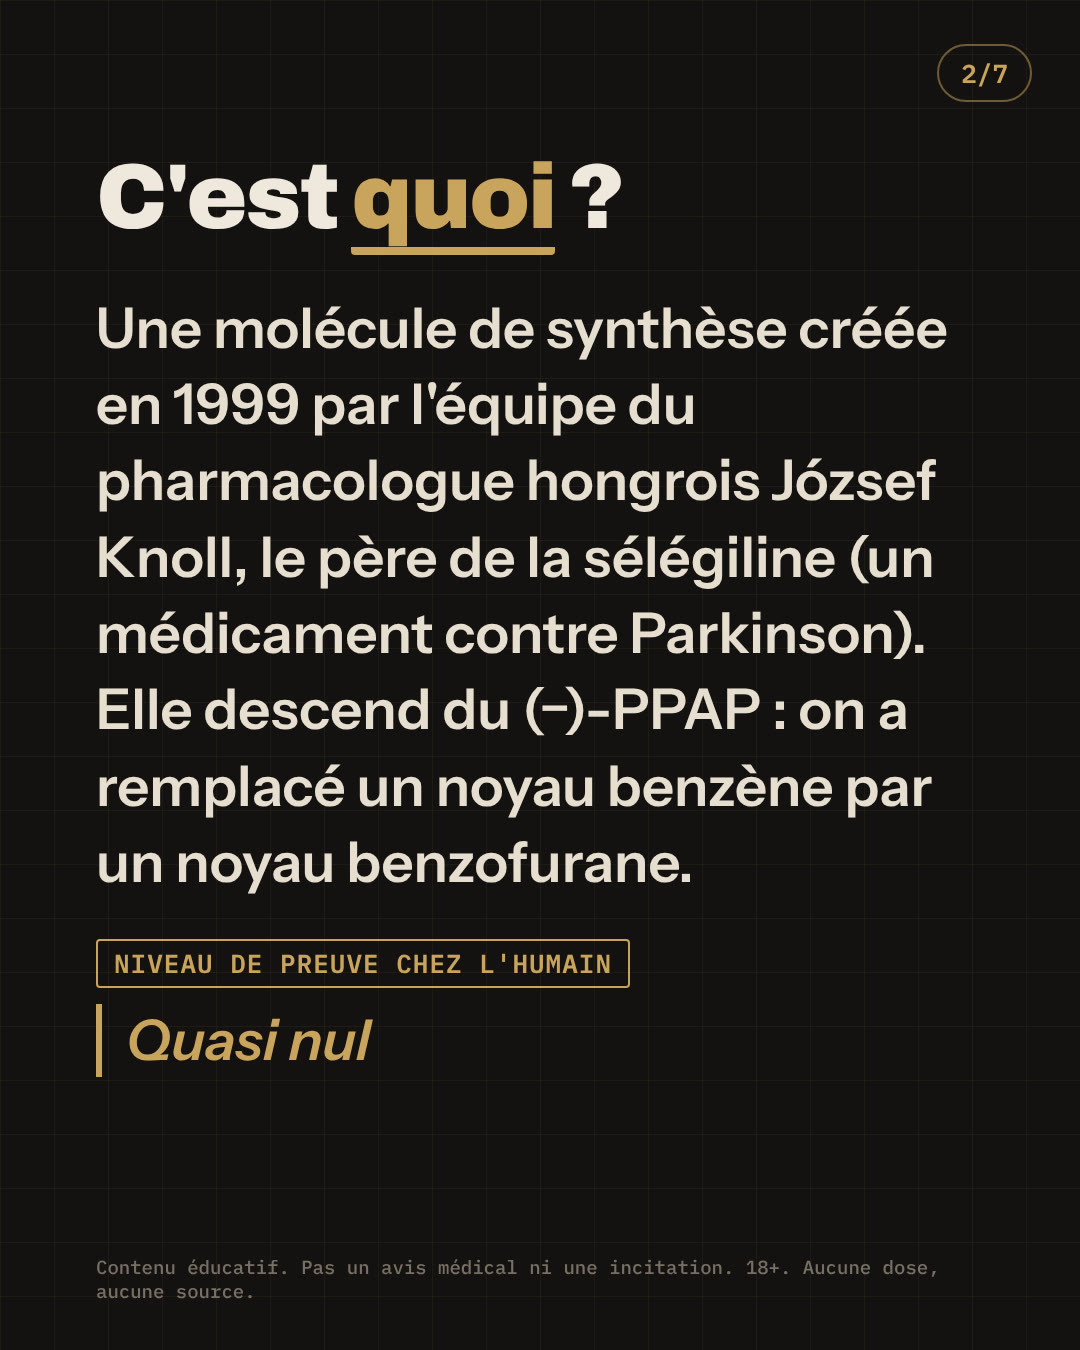 2/7
C'est quoi ?
Une molécule de synthèse créée
en 1999 par l'équipe du
pharmacologue hongrois József
Knoll, le père de la sélégiline (un
médicament contre Parkinson).
Elle descend du (−)-PPAP : on a
remplacé un noyau benzène par
un noyau benzofurane.
NIVEAU DE PREUVE CHEZ L'HUMAIN
Quasi nul
Contenu éducatif. Pas un avis médical ni une incitation. 18+. Aucune dose,
aucune source.